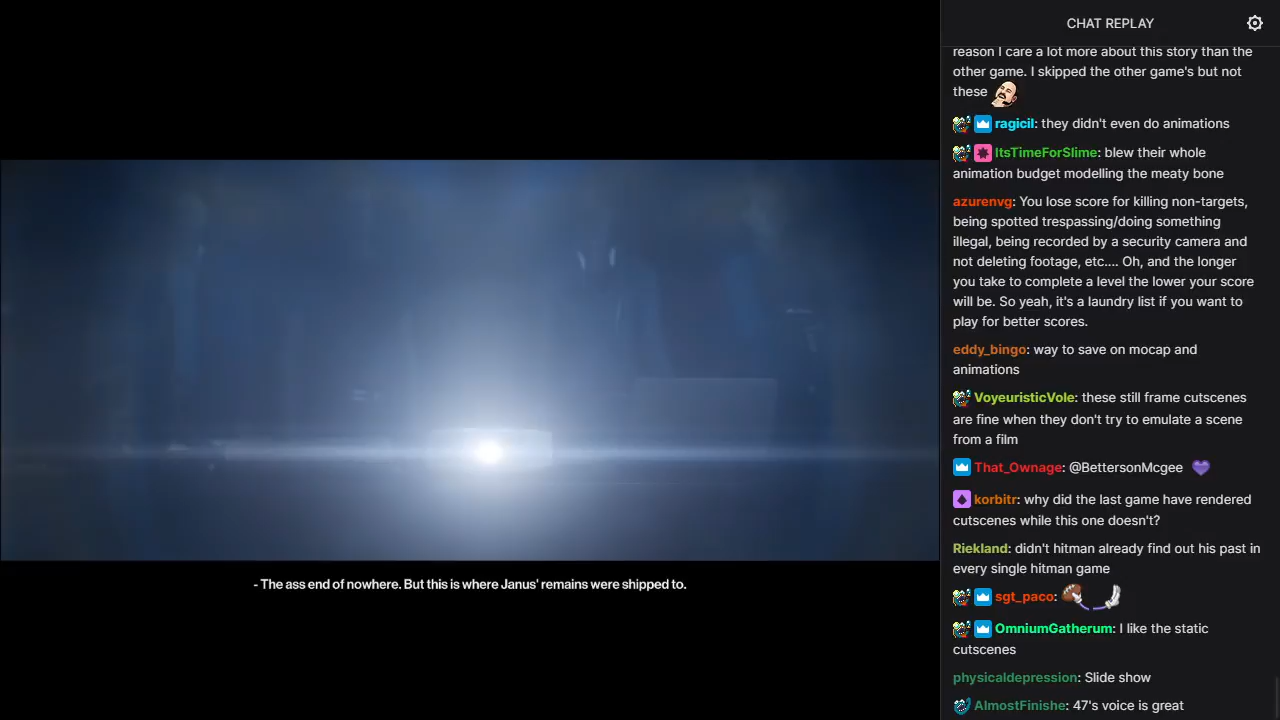 CHAT REPLAY
reason I care a lot more about this story than the
other game. I skipped the other game's but not
these
ragicil: they didn't even do animations
ItsTimeForSlime: blew their whole
animation budget modelling the meaty bone
azurenvg: You lose score for killing non-targets,
being spotted trespassing/doing something
illegal, being recorded by a security camera and
not deleting footage, etc.... Oh, and the longer
you take to complete a level the lower your score
will be. So yeah, it's a laundry list if you want to
play for better scores.
eddy_bingo: way to save on mocap and
animations
VoyeuristicVole: these still frame cutscenes
are fine when they don't try to emulate a scene
from a film
That_Ownage: @BettersonMcgee
korbitr: why did the last game have rendered
cutscenes while this one doesn't?
Riekland: didn't hitman already find out his past in
every single hitman game
sgt_paco:
OmniumGatherum: I like the static
cutscenes
physicaldepression: Slide show
AlmostFinishe: 47's voice is great
- The ass end of nowhere. But this is where Janus' remains were shipped to.